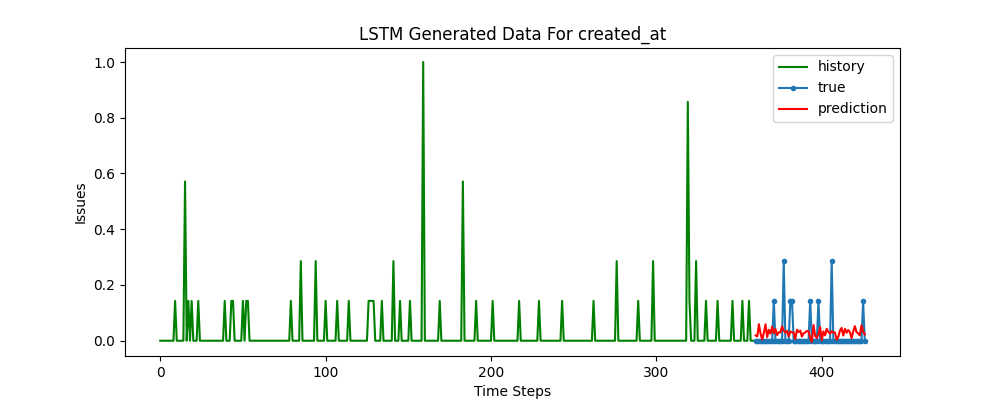 LSTM Generated Data For created_at
history
true
prediction
Issues
1.0
0.8
0.6
0.4
0.2
0.0
0
100
200
300
400
Time Steps